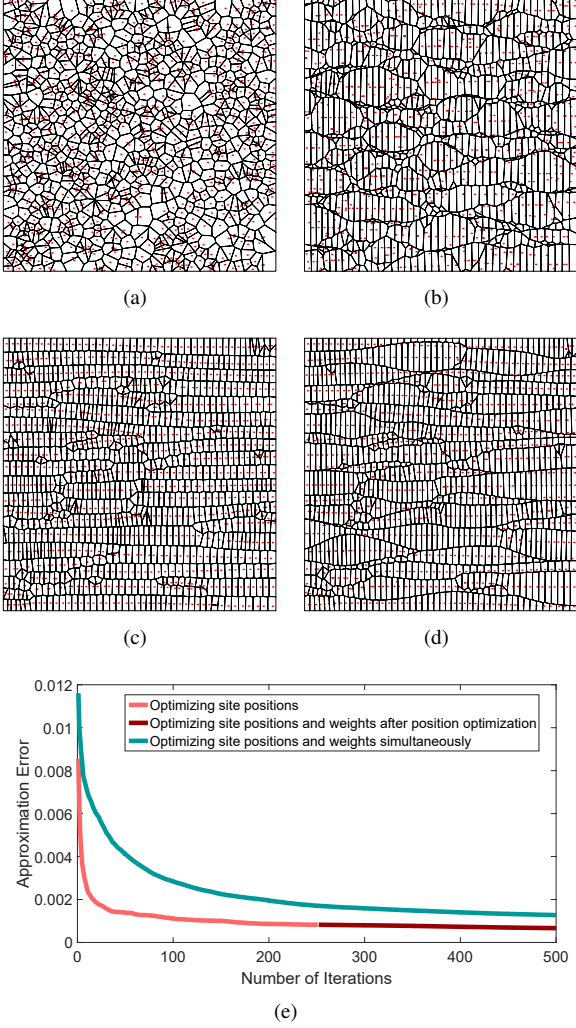 (a)
(b)
(c)
(d)
0.012
0.01
0.008
0.006
0.004
0.002
0
Approximation Error
Optimizing site positions
Optimizing site positions and weights after position optimization
Optimizing site positions and weights simultaneously
0
100
200
300
400
500
Number of Iterations
(e)